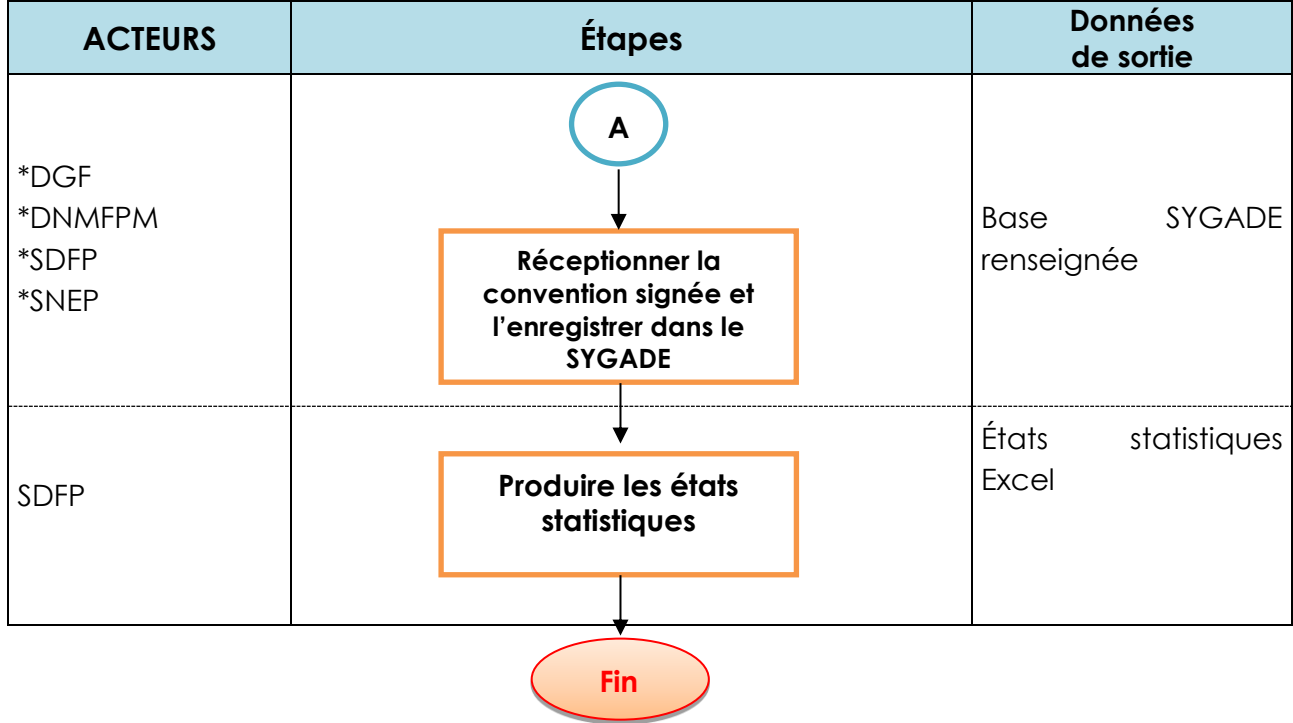 ACTEURS
Étapes
Données
de sortie
A
*DGF
*DNMFPM
*SDFP
*SNEP
Réceptionner la
convention signée et
l’enregistrer dans le
SYGADE
Base SYGADE
renseignée
SDFP
Produire les états
statistiques
États statistiques
Excel
Fin